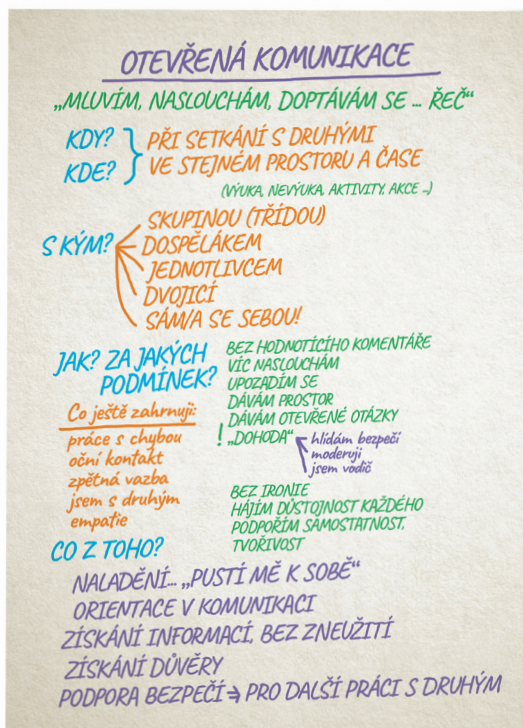 OTEVŘENÁ KOMUNIKACE
„MLUVÍM, NASLOUCHÁM, DOPTÁVÁM SE ... ŘEČ“
KDY?
KDE?
PŘI SETKÁNÍ S DRUHÝMI
VE STEJNÉM PROSTORU A ČASE
(VÝUKA, NEVÝUKA, AKTIVITY, AKCE ...)
S KÝM?
SKUPINOU (TŘÍDOU)
DOSPĚLÁKEM
JEDNOTLIVCEM
DVOJICÍ
SÁM/A SE SEBOU!
JAK? ZA JAKÝCH
PODMÍNEK?
BEZ HODNOTÍCÍHO KOMENTÁŘE
VÍC NASLOUCHÁM
UPOZADÍM SE
DÁVÁM PROSTOR
DÁVÁM OTEVŘENÉ OTÁZKY
! „DOHODA“
hlídám bezpečí
moderuji
jsem vodič
Co ještě zahrnuji:
práce s chybou
oční kontakt
zpětná vazba
jsem s druhým
empatie
BEZ IRONIE
HÁJÍM DŮSTOJNOST KAŽDÉHO
PODPOŘÍM SAMOSTATNOST,
TVOŘIVOST
CO Z TOHO?
NALADĚNÍ... „PUSTÍ MĚ K SOBĚ“
ORIENTACE V KOMUNIKACI
ZÍSKÁNÍ INFORMACÍ, BEZ ZNEUŽITÍ
ZÍSKÁNÍ DŮVĚRY
PODPORA BEZPEČÍ → PRO DALŠÍ PRÁCI S DRUHÝM